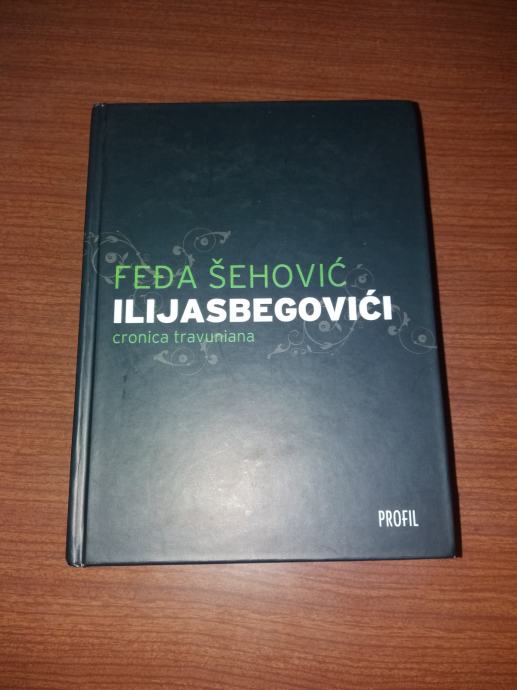 FEĐA ŠEHOVIĆ
ILIJASBEGOVIĆI
cronica travuniana
PROFIL